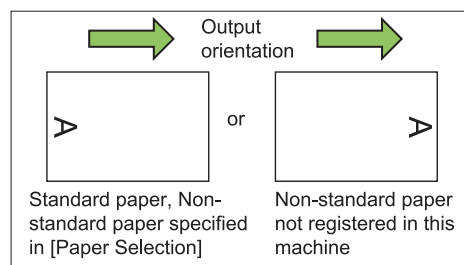 Output
orientation
A
or
A
Standard paper, Non-
standard paper specified
in [Paper Selection]
Non-standard paper
not registered in this
machine